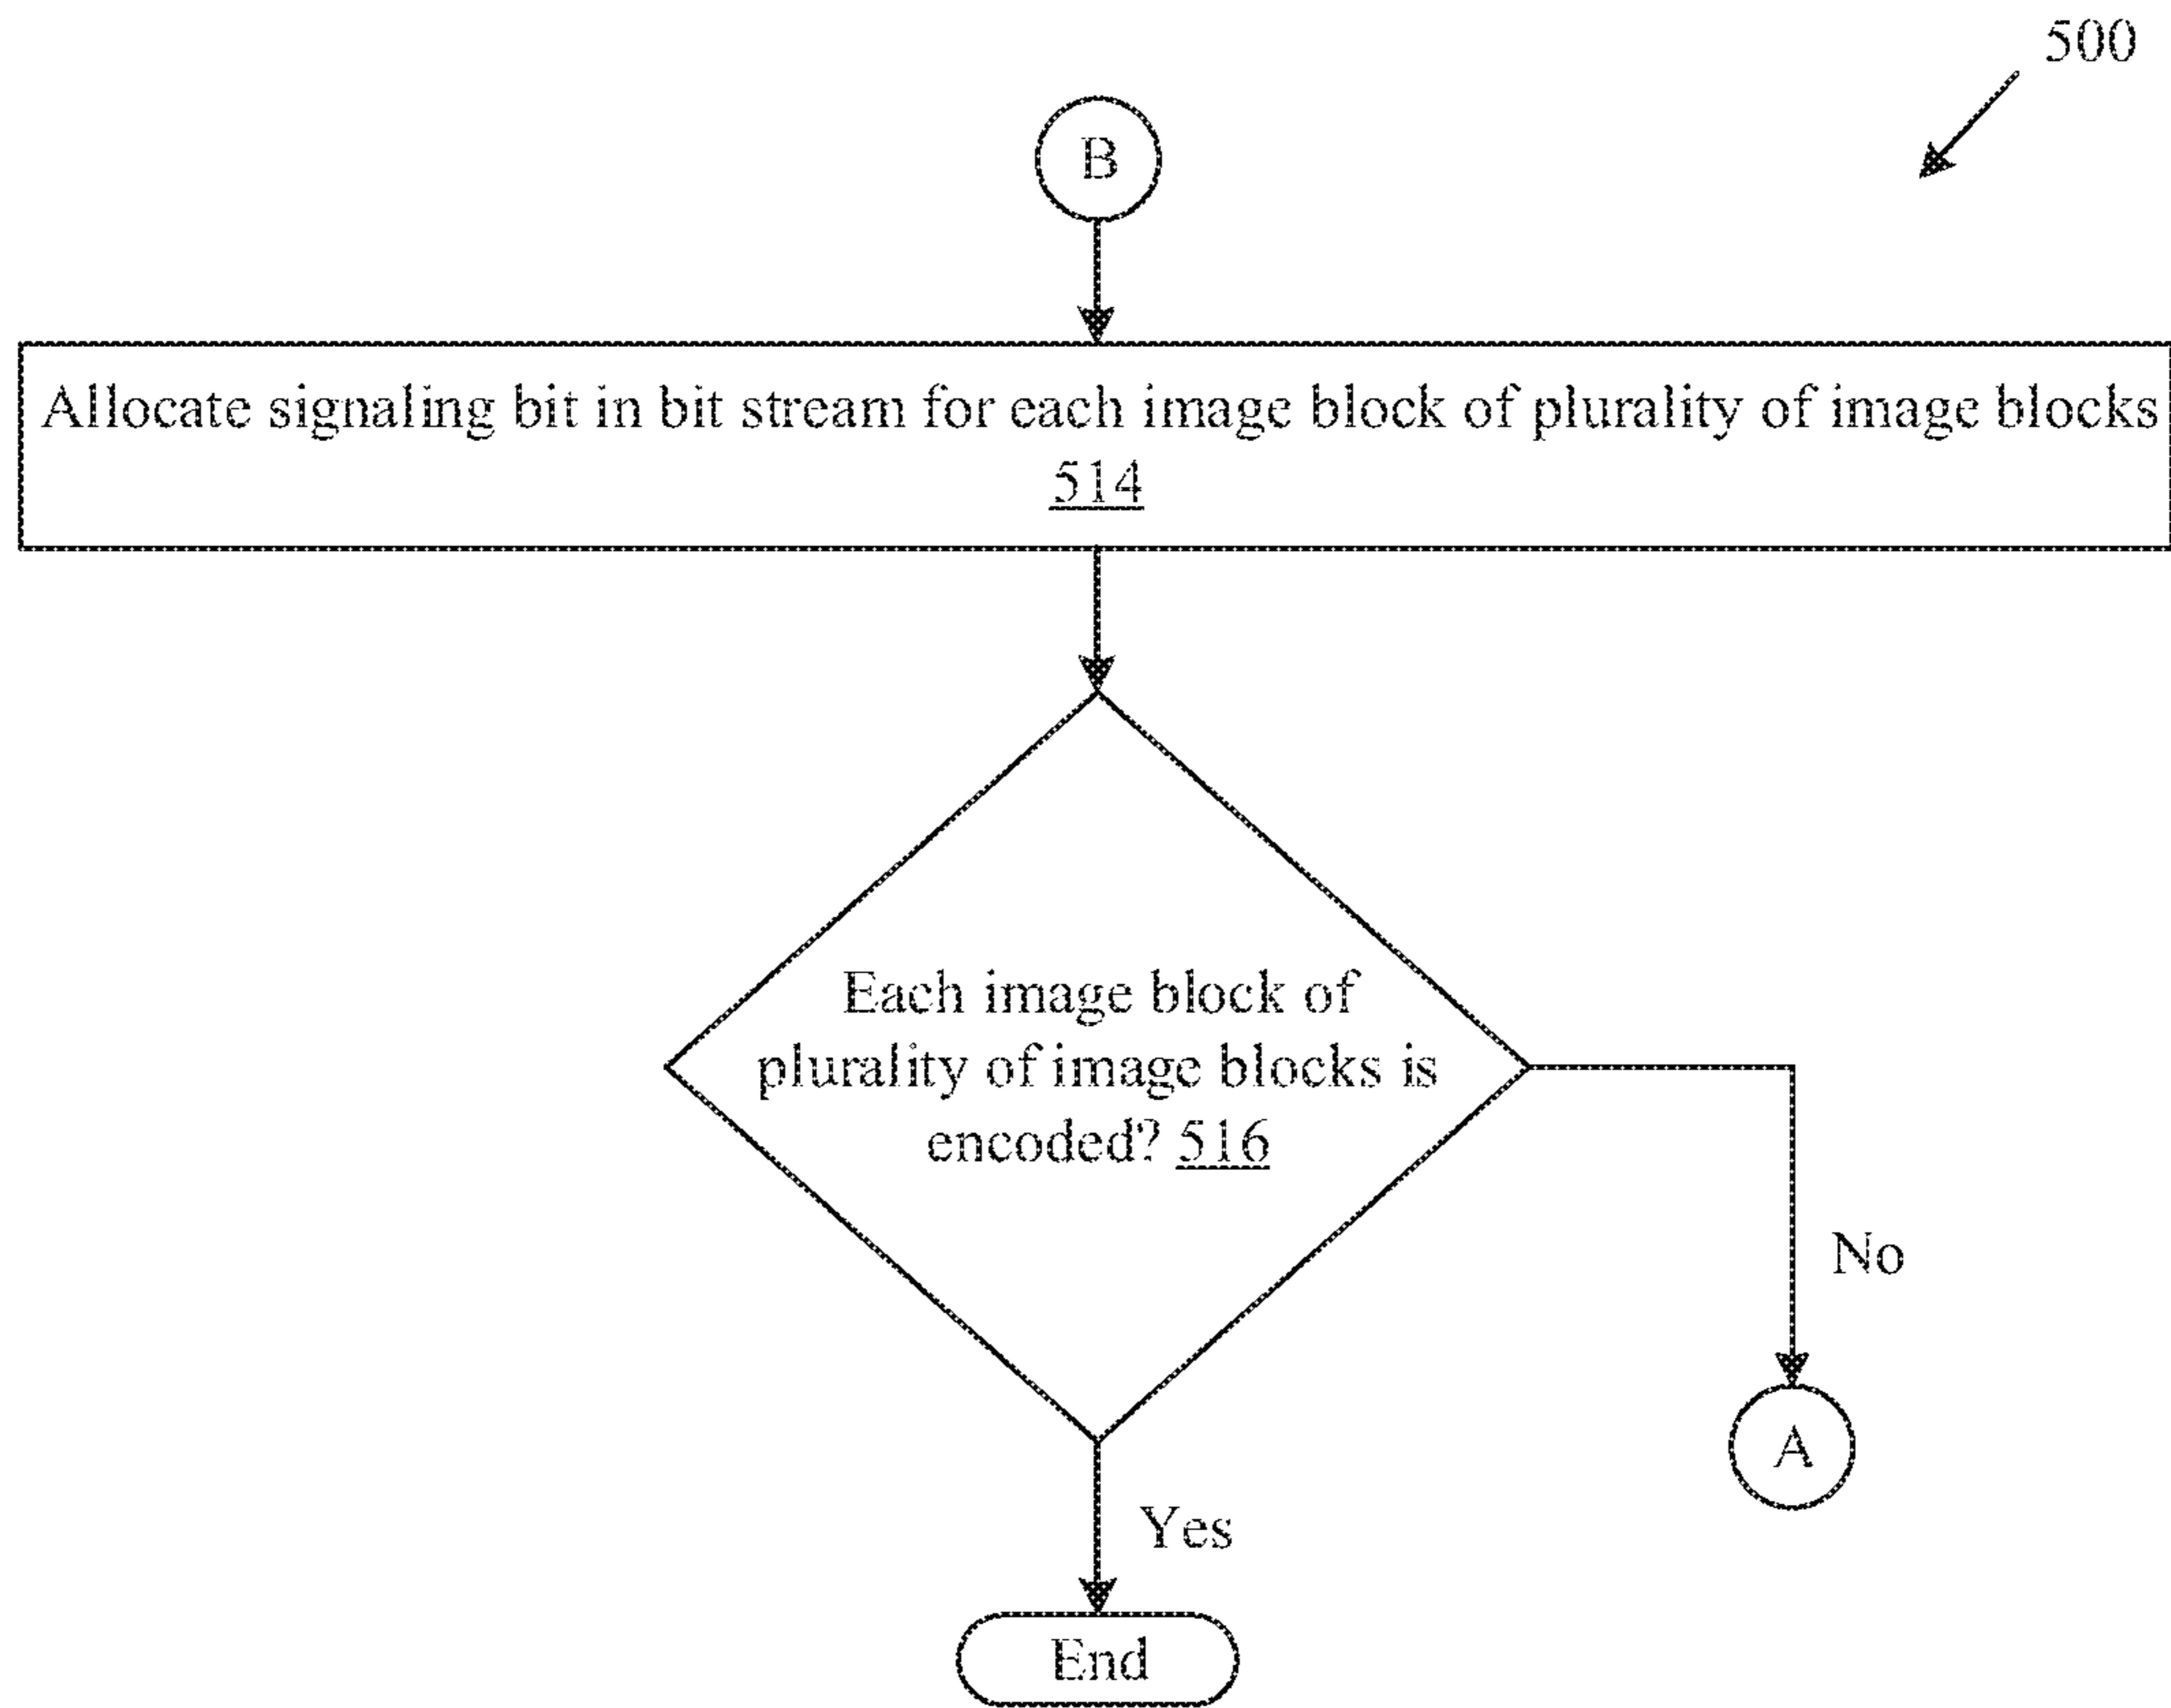 500
B
Allocate signaling bit in bit stream for each image block of plurality of image blocks
514
Each image block of
plurality of image blocks is
encoded? 516
No
A
Yes
End